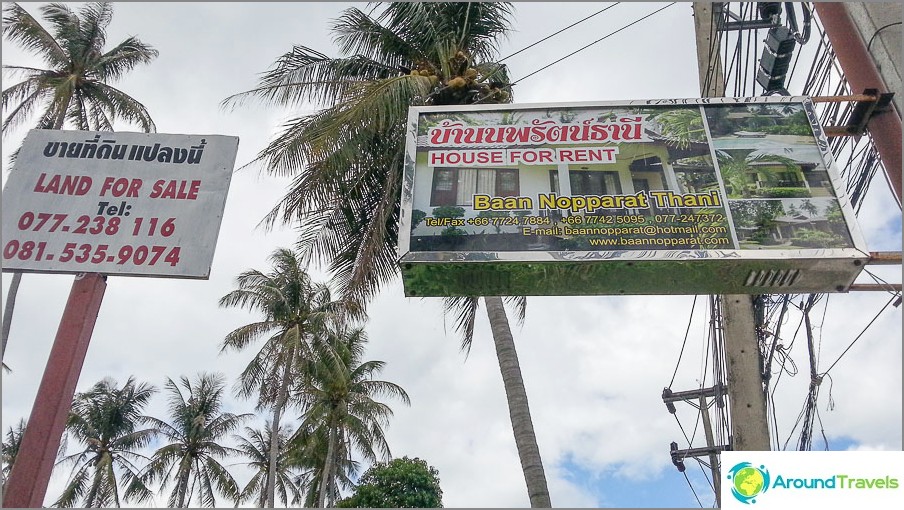 ขายที่ดิน แปลงนี้
LAND FOR SALE
Tel:
077-238 116
081-535-9074
บ้านนพรัตน์ธานี
HOUSE FOR RENT
Baan Nopparat Thani
Tel/Fax +66 7724.7884 , +66 7742.5095 , 077-247372
E-mail: baannopparat@hotmail.com
www.baannopparat.com
AroundTravels